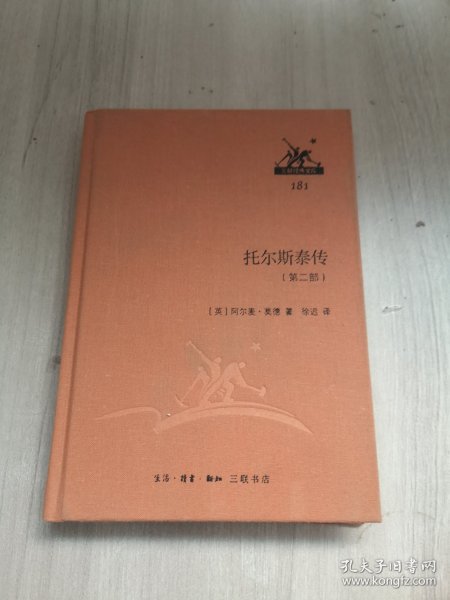 三联经典文库
181
托尔斯泰传
(第二部)
[英]阿尔麦·莫德 著 徐迟 译
生活·读书·新知 三联书店
孔夫子旧书网
www.kongfz.com